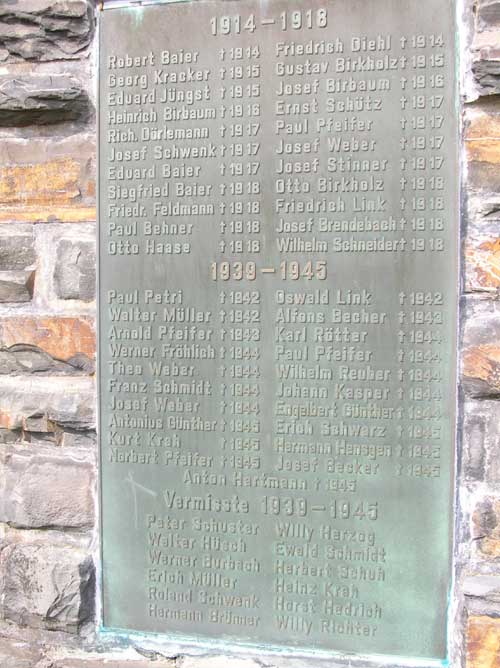 1914–1918
Robert Baier †1914 Friedrich Diehl †1914
Georg Kracker †1915 Gustav Birkholz †1915
Eduard Jüngst †1915 Josef Birbaum †1916
Heinrich Birbaum †1916 Ernst Schütz †1917
Rich. Dörlemann †1917 Paul Pfeifer †1917
Josef Schwenk †1917 Josef Weber †1917
Eduard Baier †1917 Josef Stinner †1917
Siegfried Baier †1918 Otto Birkholz †1918
Friedr. Feldmann †1918 Friedrich Link †1918
Paul Behner †1918 Josef Brendebach †1918
Otto Haase †1918 Wilhelm Schneider †1918
1939–1945
Paul Petri †1942 Oswald Link †1942
Walter Müller †1942 Alfons Becher †1943
Arnold Pfeifer †1943 Karl Rötter †1944
Werner Fröhlich †1944 Paul Pfeifer †1944
Theo Weber †1944 Wilhelm Reuber †1944
Franz Schmidt †1944 Johann Kasper †1944
Josef Weber †1944 Engelbert Günther †1944
Antonius Günther †1945 Erich Schwarz †1945
Kurt Krah †1945 Hermann Hensgen †1945
Norbert Pfeifer †1945 Josef Becker †1945
Anton Hartmann †1945
Vermisste 1939–1945
Peter Schuster Willy Herzog
Walter Hüsch Ewald Schmidt
Werner Burbach Herbert Schuh
Erich Müller Heinz Krah
Roland Schwenk Horst Hadrich
Hermann Brünner Willy Richter